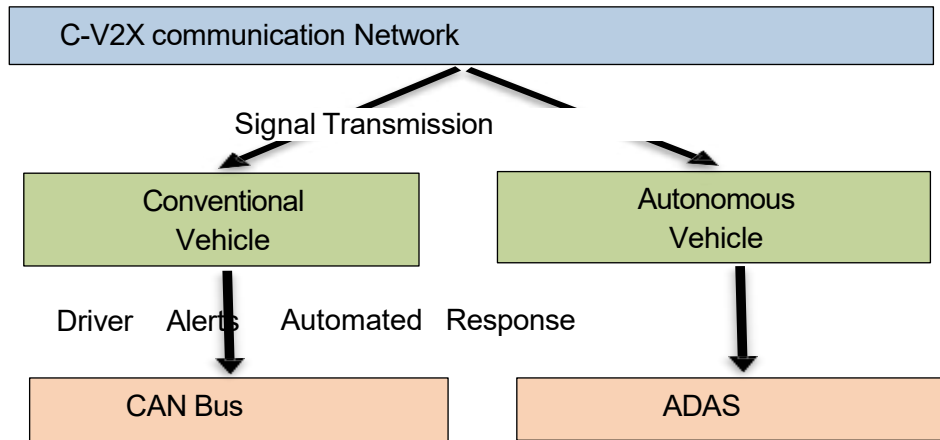 C-V2X communication Network
Signal Transmission
Conventional
Vehicle
Autonomous
Vehicle
Driver Alerts Automated Response
CAN Bus
ADAS